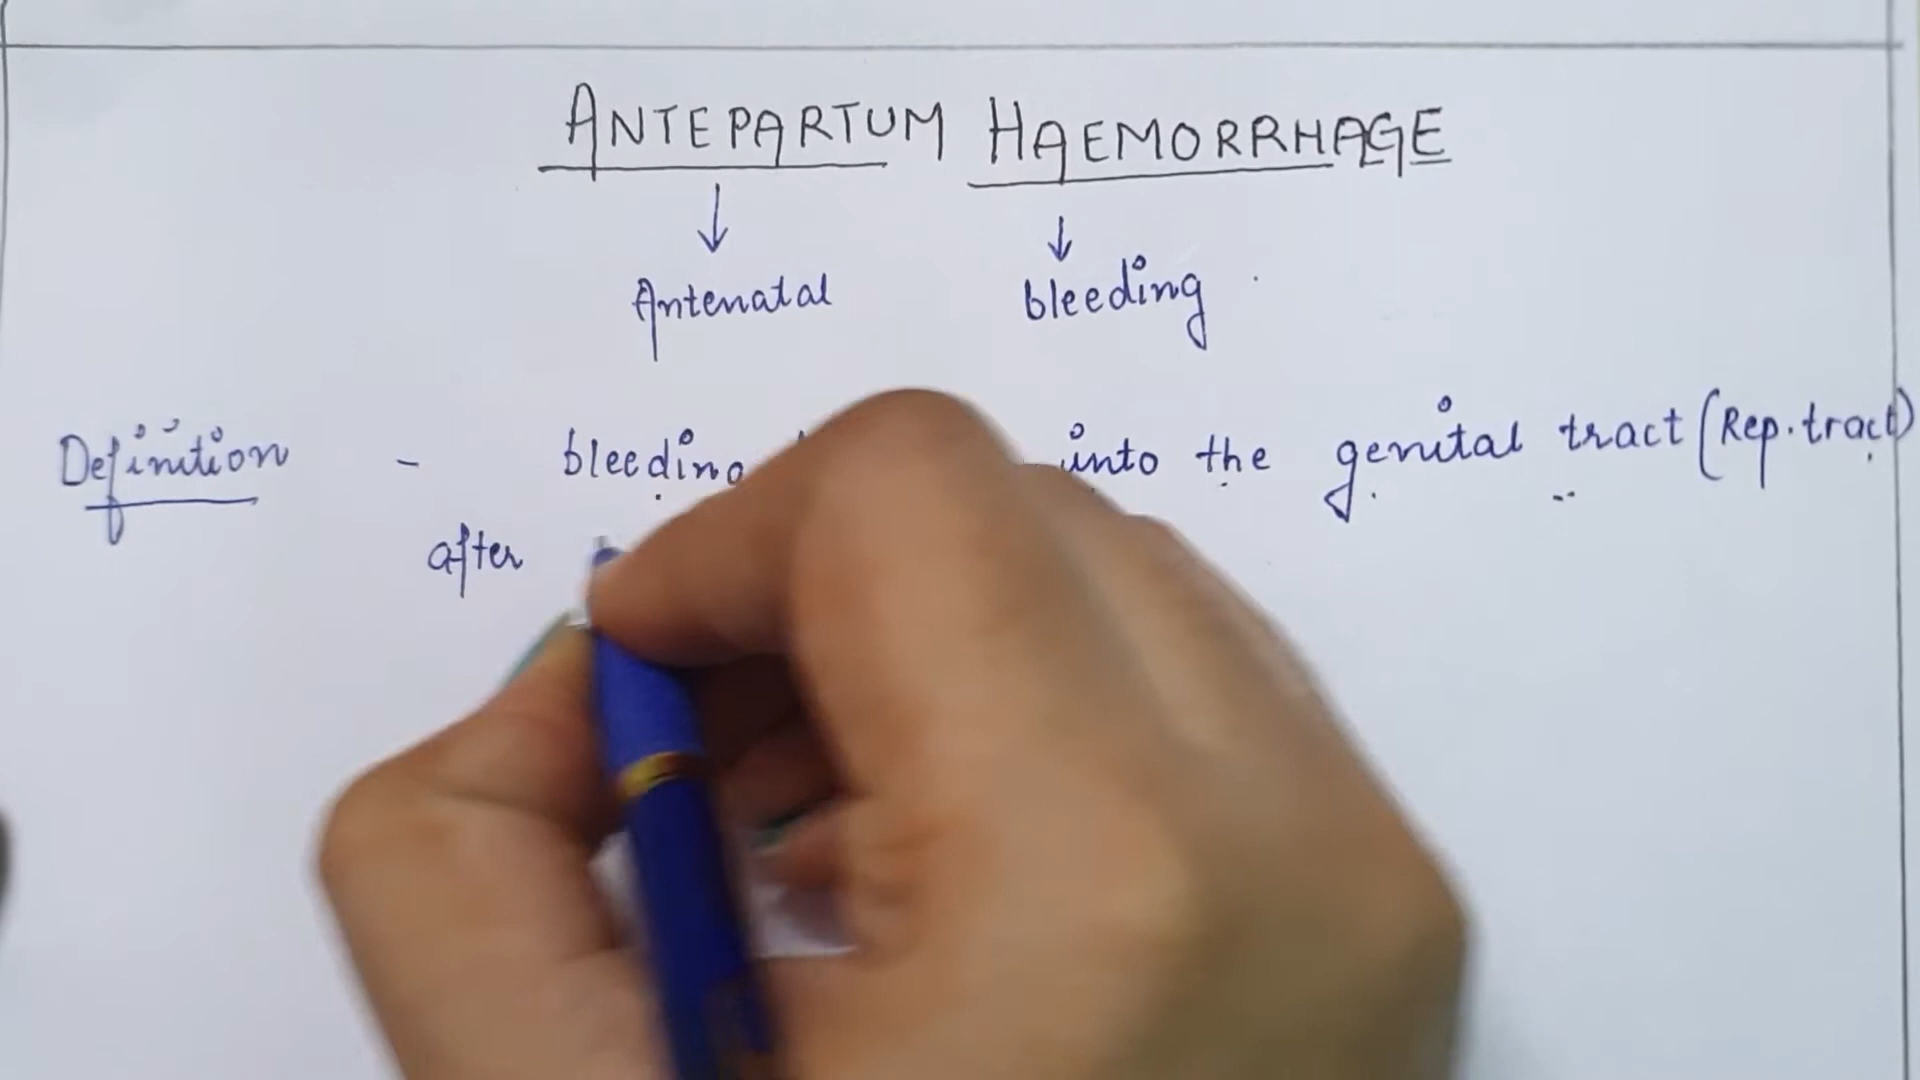 ANTEPARTUM HAEMORRHAGE
Antenatal bleeding
Definition - bleeding into the genital tract (Rep. tract)
after